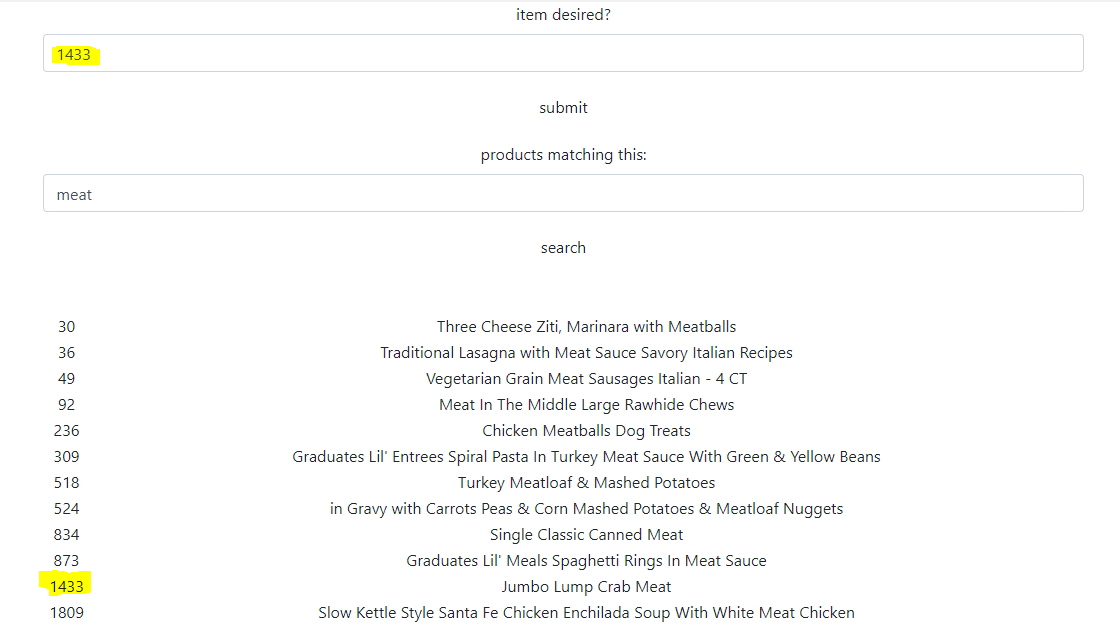 item desired?
1433
submit
products matching this:
meat
search
30 Three Cheese Ziti, Marinara with Meatballs
36 Traditional Lasagna with Meat Sauce Savory Italian Recipes
49 Vegetarian Grain Meat Sausages Italian - 4 CT
92 Meat In The Middle Large Rawhide Chews
236 Chicken Meatballs Dog Treats
309 Graduates Lil' Entrees Spiral Pasta In Turkey Meat Sauce With Green & Yellow Beans
518 Turkey Meatloaf & Mashed Potatoes
524 in Gravy with Carrots Peas & Corn Mashed Potatoes & Meatloaf Nuggets
834 Single Classic Canned Meat
873 Graduates Lil' Meals Spaghetti Rings In Meat Sauce
1433 Jumbo Lump Crab Meat
1809 Slow Kettle Style Santa Fe Chicken Enchilada Soup With White Meat Chicken